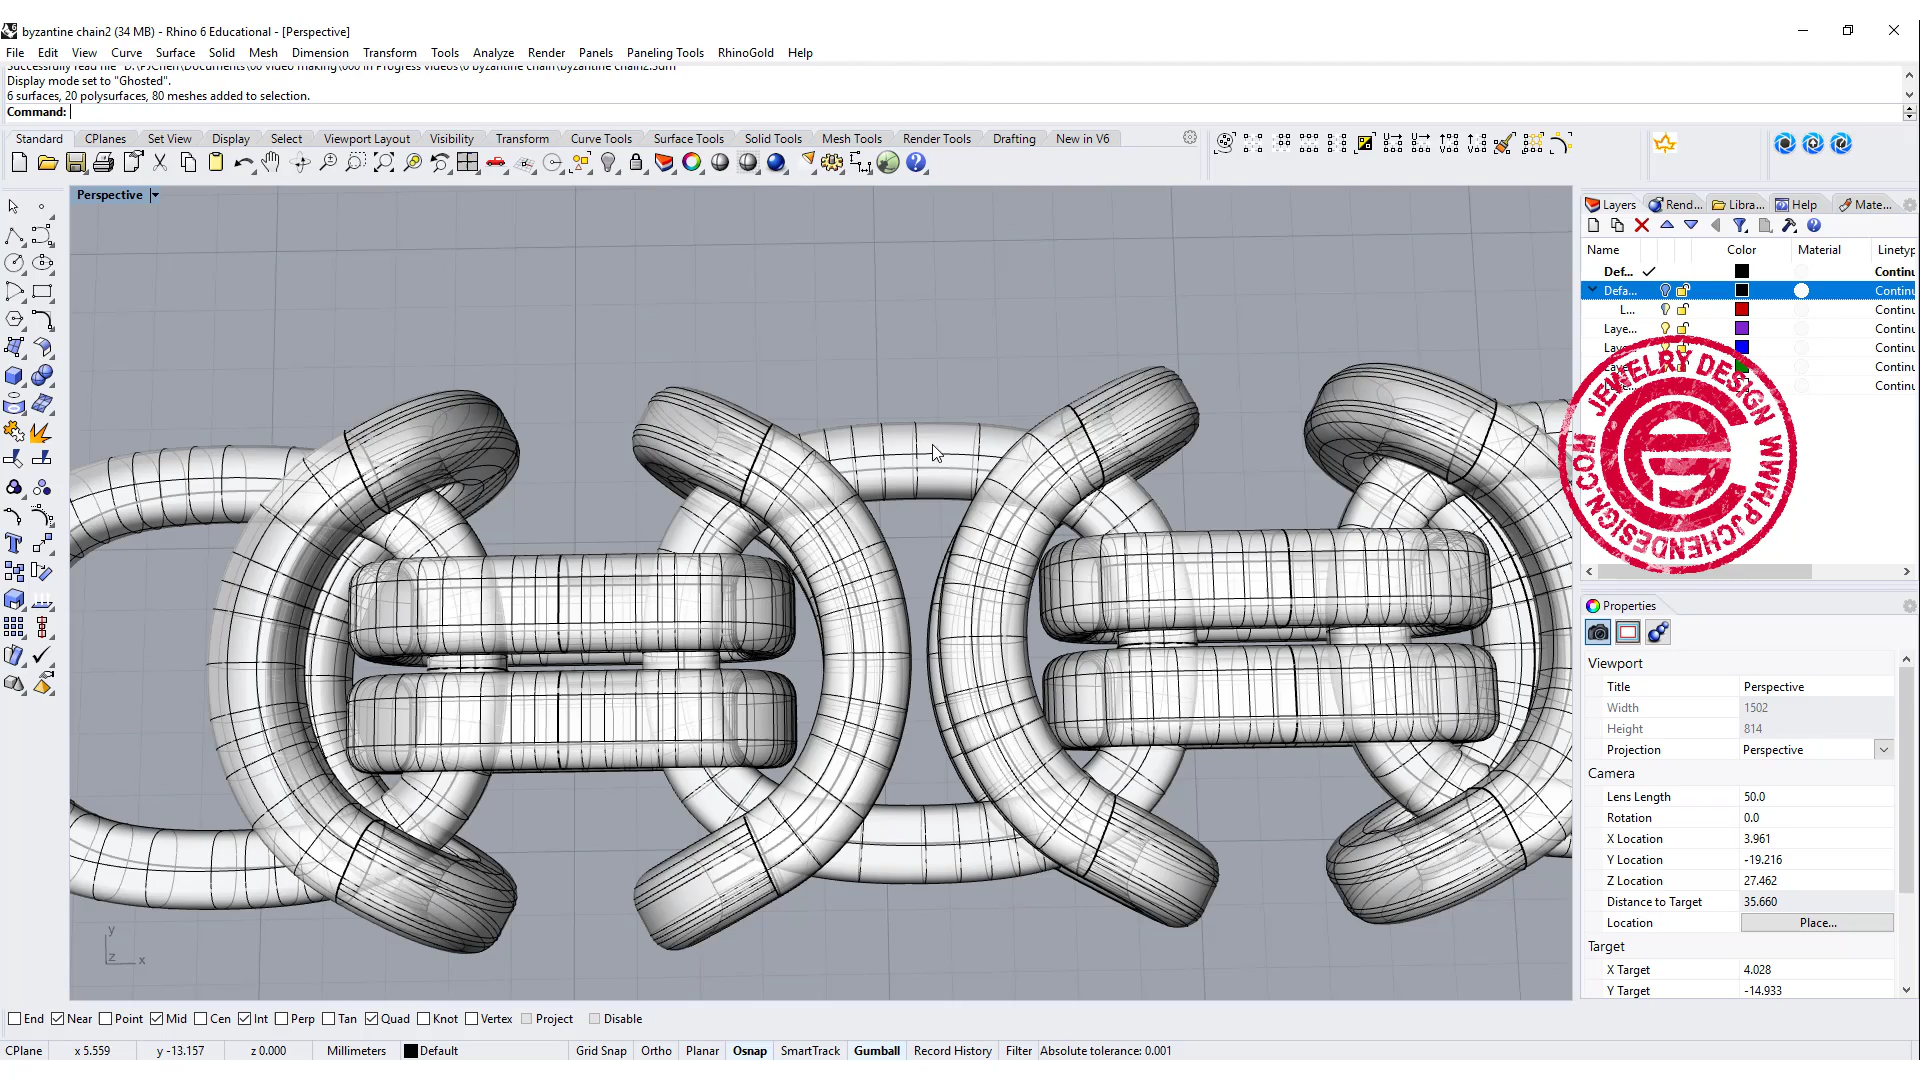 byzantine chain2 (34 MB) - Rhino 6 Educational - [Perspective]
File Edit View Curve Surface Solid Mesh Dimension Transform Tools Analyze Render Panels Paneling Tools RhinoGold Help
Display mode set to "Ghosted".
6 surfaces, 20 polysurfaces, 80 meshes added to selection.
Command:
Standard CPlanes Set View Display Select Viewport Layout Visibility Transform Curve Tools Surface Tools Solid Tools Mesh Tools Render Tools Drafting New in V6
Perspective
Layers Rend... Libra... Help Mate...
Name Color Material Linetyp
Def... Continu
Defa... Continu
L... Continu
Laye... Continu
Continu
Continu
Continu
JEWELRY DESIGN WWW.PJCHENDESIGN.COM
Properties
Viewport
Title Perspective
Width 1502
Height 814
Projection Perspective
Camera
Lens Length 50.0
Rotation 0.0
X Location 3.961
Y Location -19.216
Z Location 27.462
Distance to Target 35.660
Location Place...
Target
X Target 4.028
Y Target -14.933
y
z x
End Near Point Mid Cen Int Perp Tan Quad Knot Vertex Project Disable
CPlane x 5.559 y -13.157 z 0.000 Millimeters Default Grid Snap Ortho Planar Osnap SmartTrack Gumball Record History Filter Absolute tolerance: 0.001